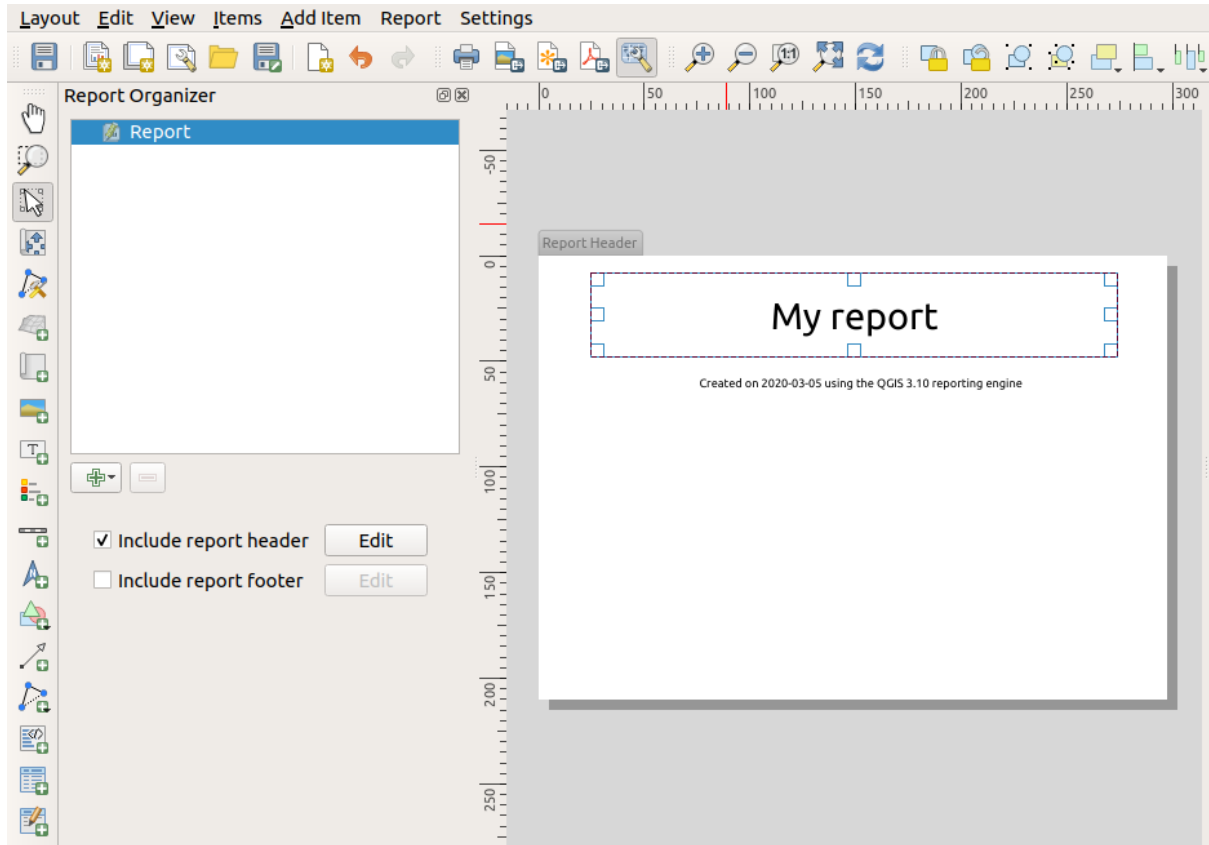 Layout Edit View Items Add Item Report Settings
1:1
Report Organizer
0 50 100 150 200 250 300
Report
-50
Report Header
0
My report
50
Created on 2020-03-05 using the QGIS 3.10 reporting engine
T
100
Include report header Edit
Include report footer Edit
150
200
</>
250